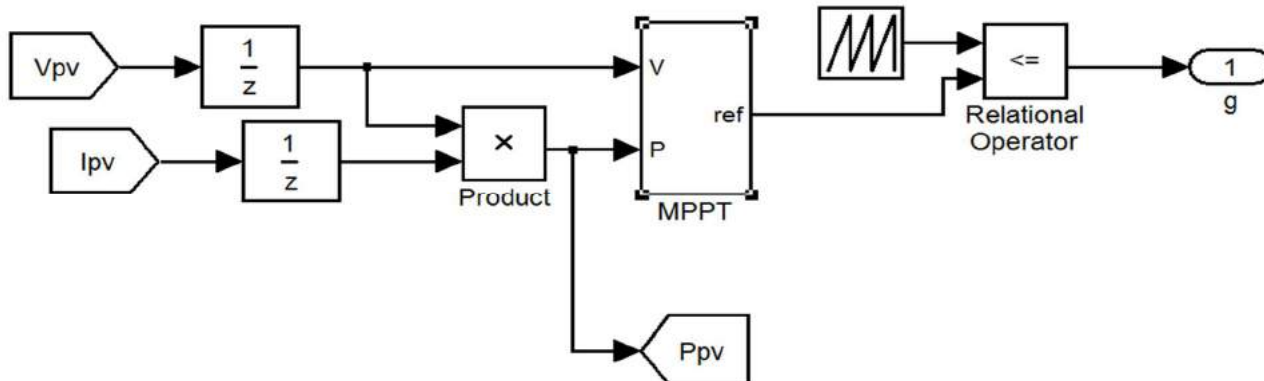 Vpv
1
z
V
ref
P
MPPT
<=
Relational
Operator
1
g
Ipv
1
z
×
Product
Ppv